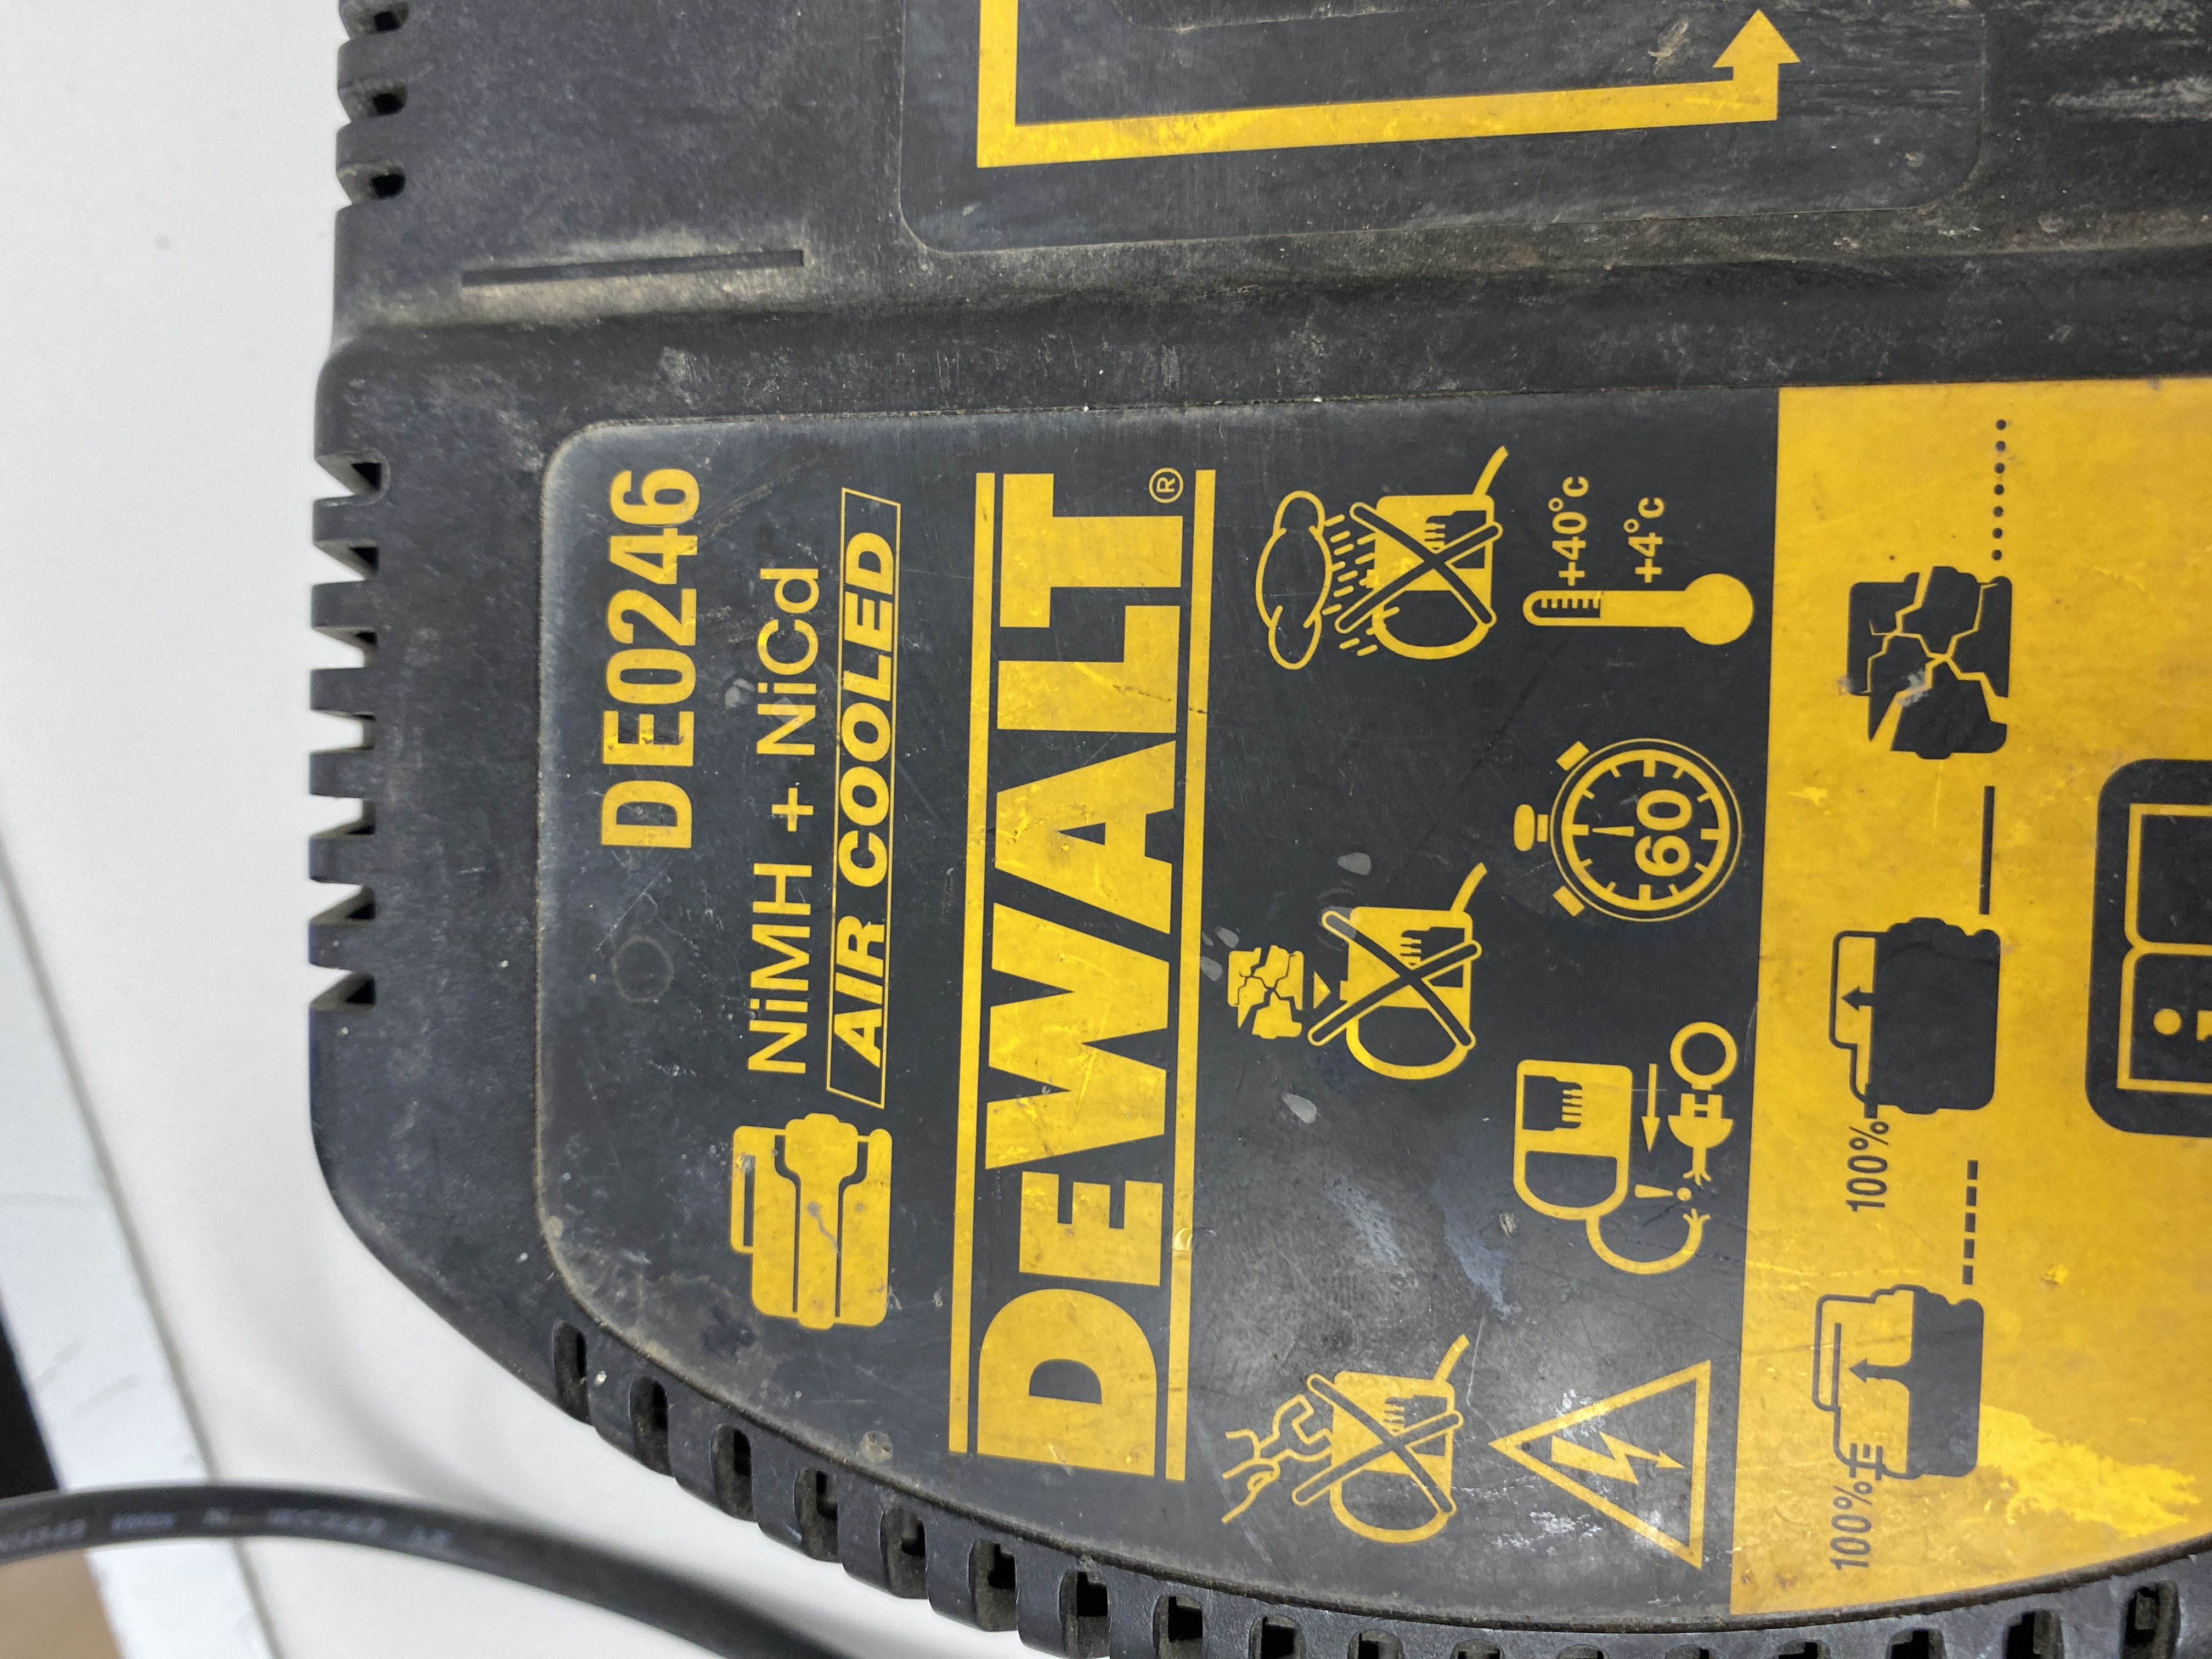 DE0246
NiMH + NiCd
AIR COOLED
DEWALT®
+40°c
+4°c
60
100%
100%
i